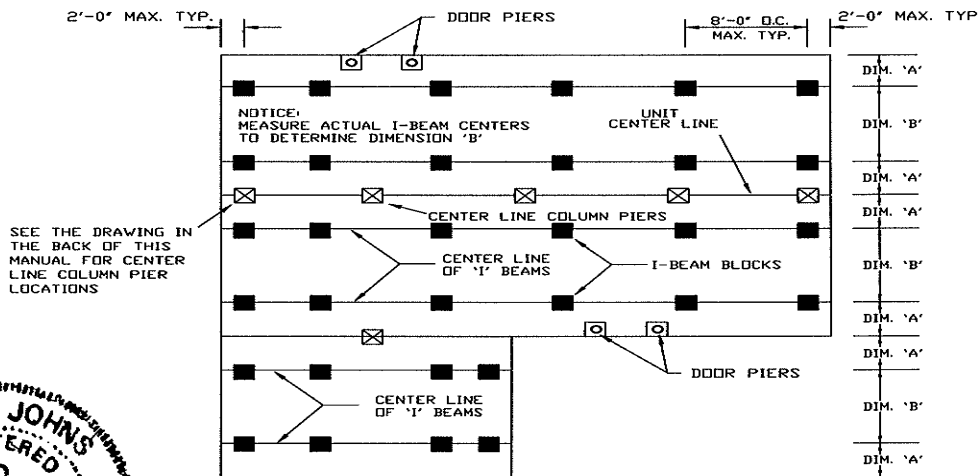 2'-0" MAX. TYP.
DOOR PIERS
8'-0" O.C.
MAX. TYP.
2'-0" MAX. TYP
DIM. 'A'
NOTICE:
MEASURE ACTUAL I-BEAM CENTERS
TO DETERMINE DIMENSION 'B'
UNIT
CENTER LINE
DIM. 'B'
DIM. 'A'
CENTER LINE COLUMN PIERS
DIM. 'A'
SEE THE DRAWING IN
THE BACK OF THIS
MANUAL FOR CENTER
LINE COLUMN PIER
LOCATIONS
CENTER LINE
OF 'I' BEAMS
I-BEAM BLOCKS
DIM. 'B'
DIM. 'A'
DIM. 'A'
DOOR PIERS
CENTER LINE
OF 'I' BEAMS
DIM. 'B'
DIM. 'A'
JOHNS